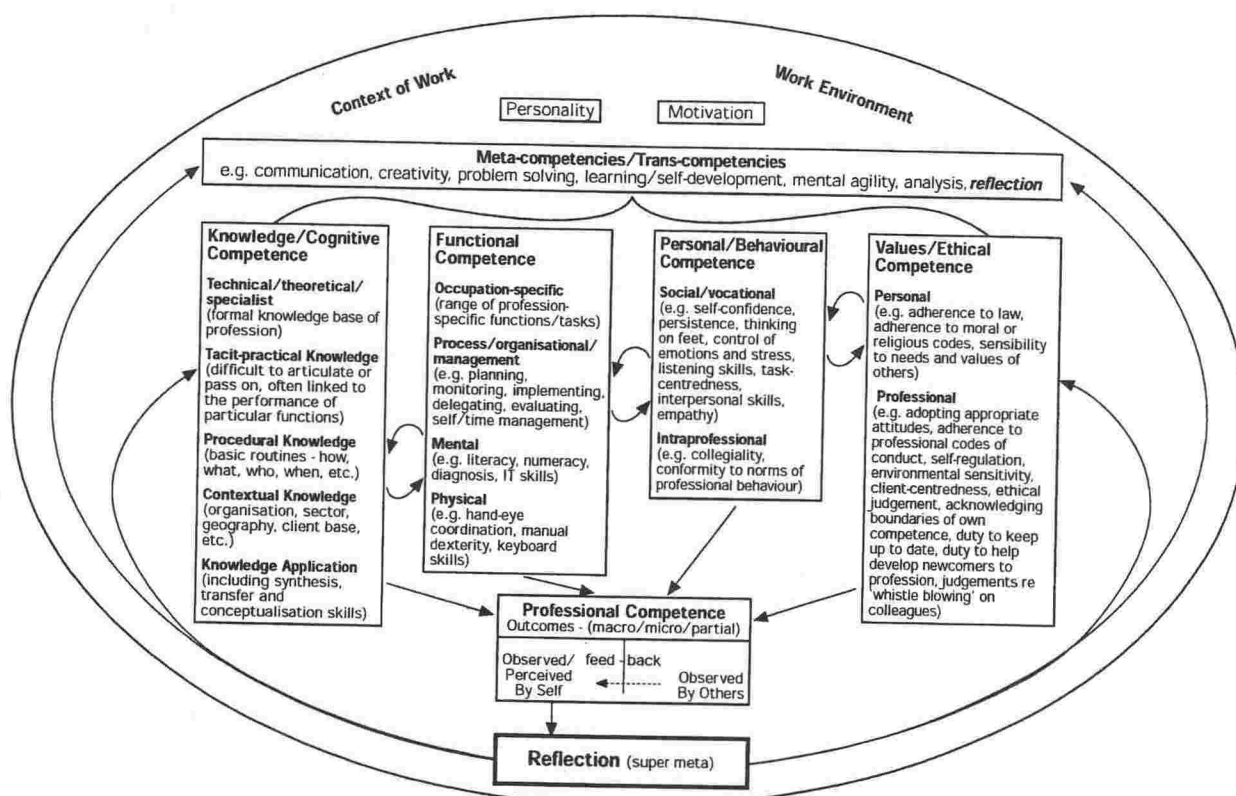 Context of Work
Work Environment
Personality
Motivation
Meta-competencies/Trans-competencies
e.g. communication, creativity, problem solving, learning/self-development, mental agility, analysis, reflection
Knowledge/Cognitive
Competence
Technical/theoretical/
specialist
(formal knowledge base of
profession)
Tacit-practical Knowledge
(difficult to articulate or
pass on, often linked to
the performance of
particular functions)
Procedural Knowledge
(basic routines - how,
what, who, when, etc.)
Contextual Knowledge
(organisation, sector,
geography, client base,
etc.)
Knowledge Application
(including synthesis,
transfer and
conceptualisation skills)
Functional
Competence
Occupation-specific
(range of profession-
specific functions/tasks)
Process/organisational/
management
(e.g. planning,
monitoring, implementing,
delegating, evaluating,
self/time management)
Mental
(e.g. literacy, numeracy,
diagnosis, IT skills)
Physical
(e.g. hand-eye
coordination, manual
dexterity, keyboard
skills)
Personal/Behavioural
Competence
Social/vocational
(e.g. self-confidence,
persistence, thinking
on feet, control of
emotions and stress,
listening skills, task-
centredness,
interpersonal skills,
empathy)
Intraprofessional
(e.g. collegiality,
conformity to norms of
professional behaviour)
Values/Ethical
Competence
Personal
(e.g. adherence to law,
adherence to moral or
religious codes, sensibility
to needs and values of
others)
Professional
(e.g. adopting appropriate
attitudes, adherence to
professional codes of
conduct, self-regulation,
environmental sensitivity,
client-centredness, ethical
judgement, acknowledging
boundaries of own
competence, duty to keep
up to date, duty to help
develop newcomers to
profession, judgements re
'whistle blowing' on
colleagues)
Professional Competence
Outcomes - (macro/micro/partial)
Observed/ feed - back
Perceived
By Self
Observed
By Others
Reflection (super meta)